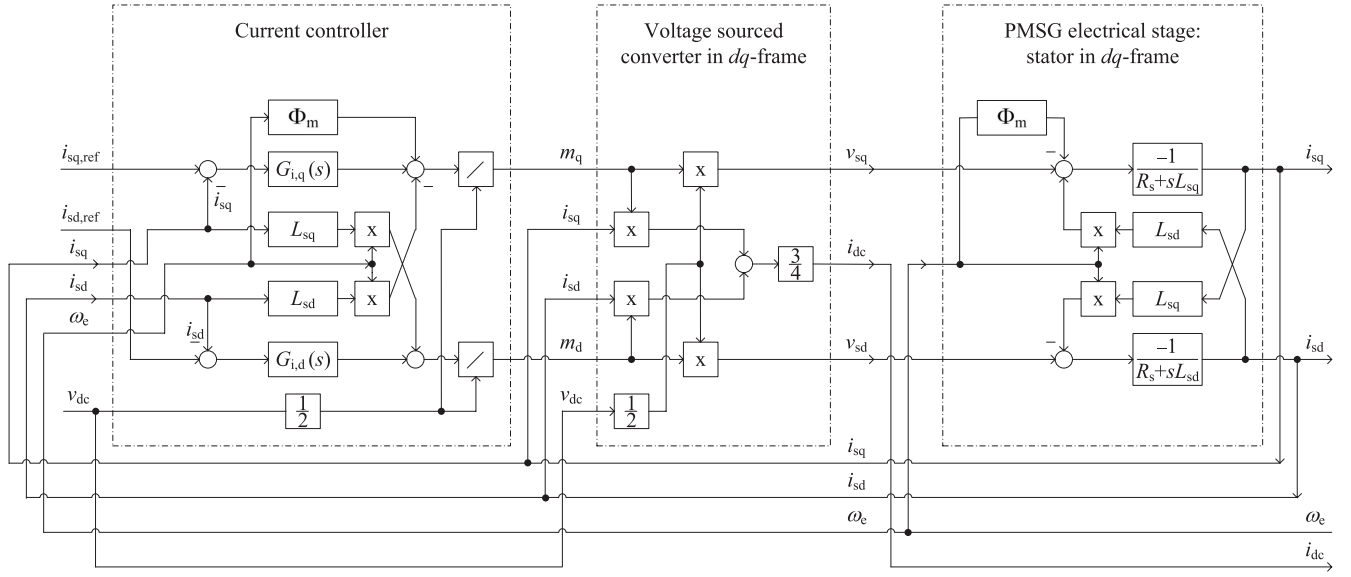 Current controller
Voltage sourced
converter in dq-frame
PMSG electrical stage:
stator in dq-frame
Φm
Φm
isq,ref
−
isq
Gi,q(s)
−
/
mq
x
vsq
−
−1
Rs+sLsq
isq
isd,ref
isq
Lsq
x
isq
x
x
Lsd
3
4
idc
isd
Lsd
x
isd
x
x
Lsq
ωe
isd
−
Gi,d(s)
/
md
x
vsd
−
−1
Rs+sLsd
isd
vdc
1
2
vdc
1
2
isq
isd
ωe
ωe
idc